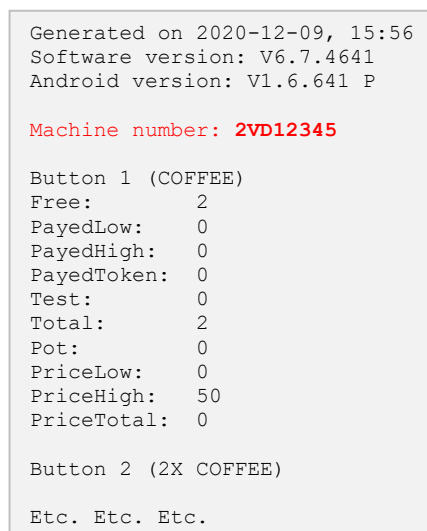 Generated on 2020-12-09, 15:56
Software version: V6.7.4641
Android version: V1.6.641 P
Machine number: 2VD12345
Button 1 (COFFEE)
Free: 2
PayedLow: 0
PayedHigh: 0
PayedToken: 0
Test: 0
Total: 2
Pot: 0
PriceLow: 0
PriceHigh: 50
PriceTotal: 0
Button 2 (2X COFFEE)
Etc. Etc. Etc.